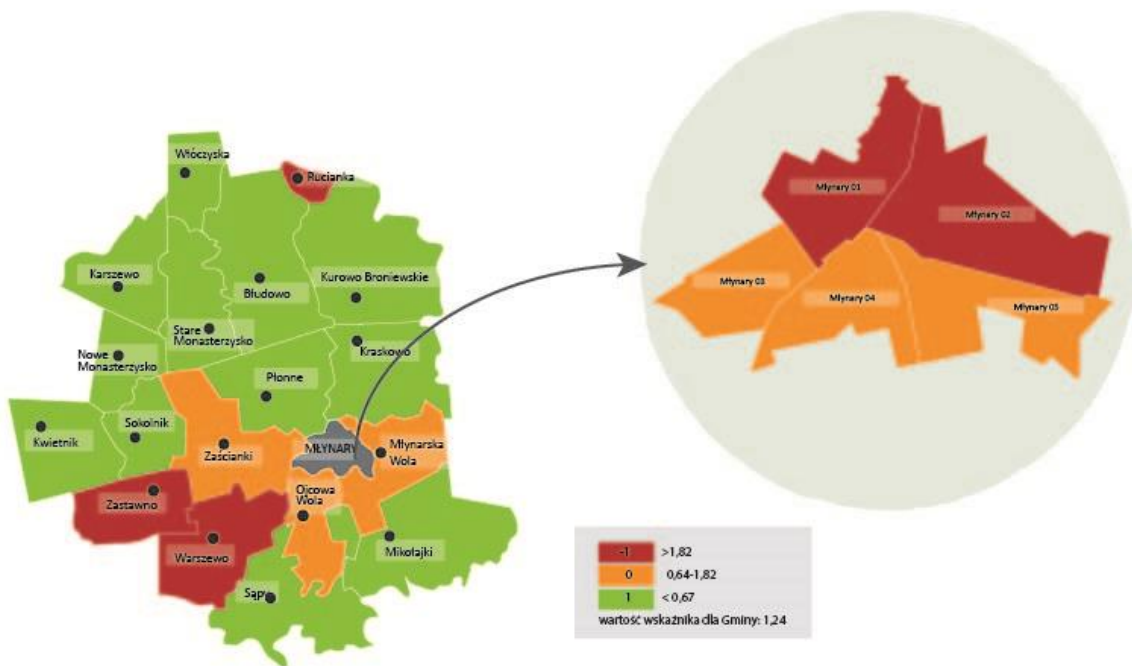 Włóczyska
Rucianka
Karszewo
Błudowo
Kurowo Broniewskie
Stare
Monasterzysko
Nowe
Monasterzysko
Kraskowo
Płonne
Kwietnik
Sokolnik
Zaścianki
MŁYNARY
Młynarska
Wola
Zastawno
Ojcowa
Wola
Warszewo
Mikołajki
Sąpy
Młynary 01
Młynary 02
Młynary 03
Młynary 04
Młynary 05
-1 >1,82
0 0,64-1,82
1 < 0,67
wartość wskaźnika dla Gminy: 1,24